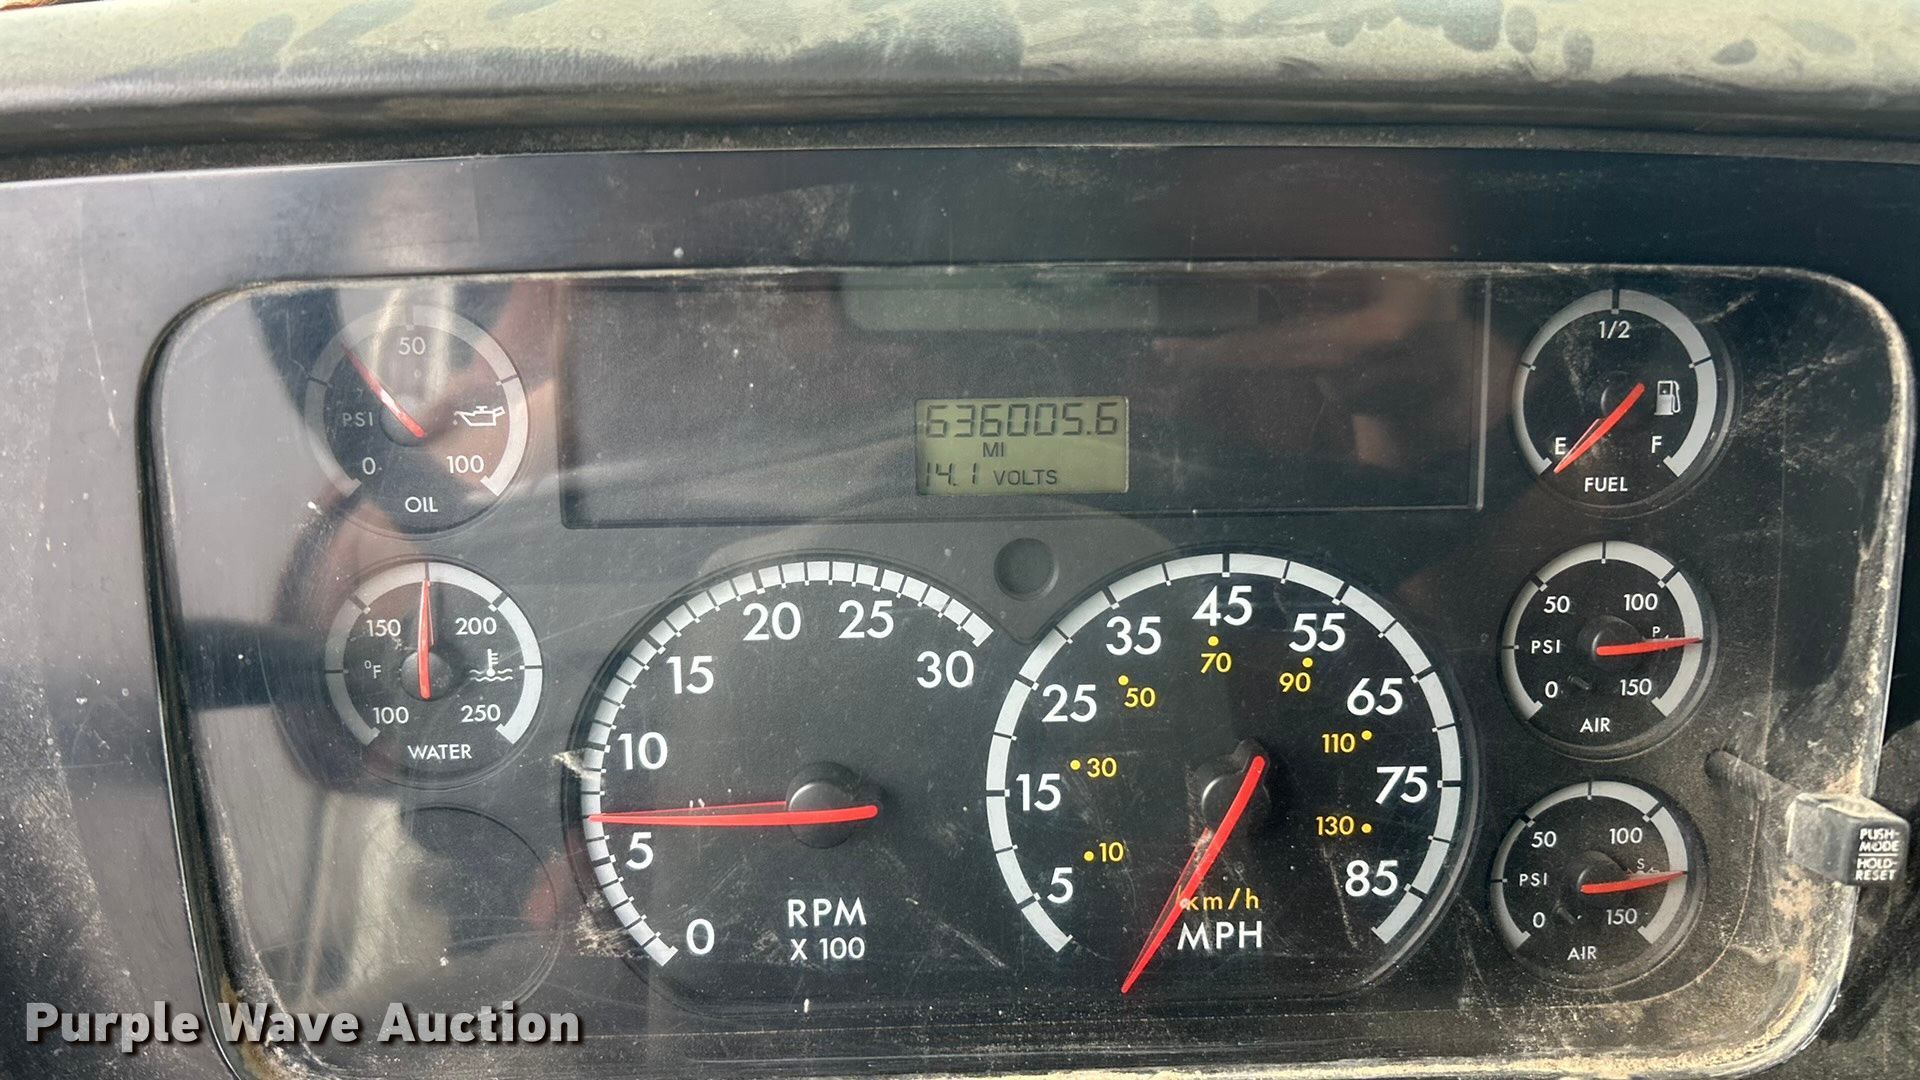 50
PSI
0
100
OIL
636005.6
MI
14.1 VOLTS
1/2
E
F
FUEL
150
200
°F
100
250
WATER
0
5
10
15
20
25
30
RPM
X 100
5
15
25
35
45
55
65
75
85
10
30
50
70
90
110
130
km/h
MPH
50
100
PSI
P
0
150
AIR
50
100
PSI
S
0
150
AIR
PUSH-
MODE
HOLD-
RESET
Purple Wave Auction